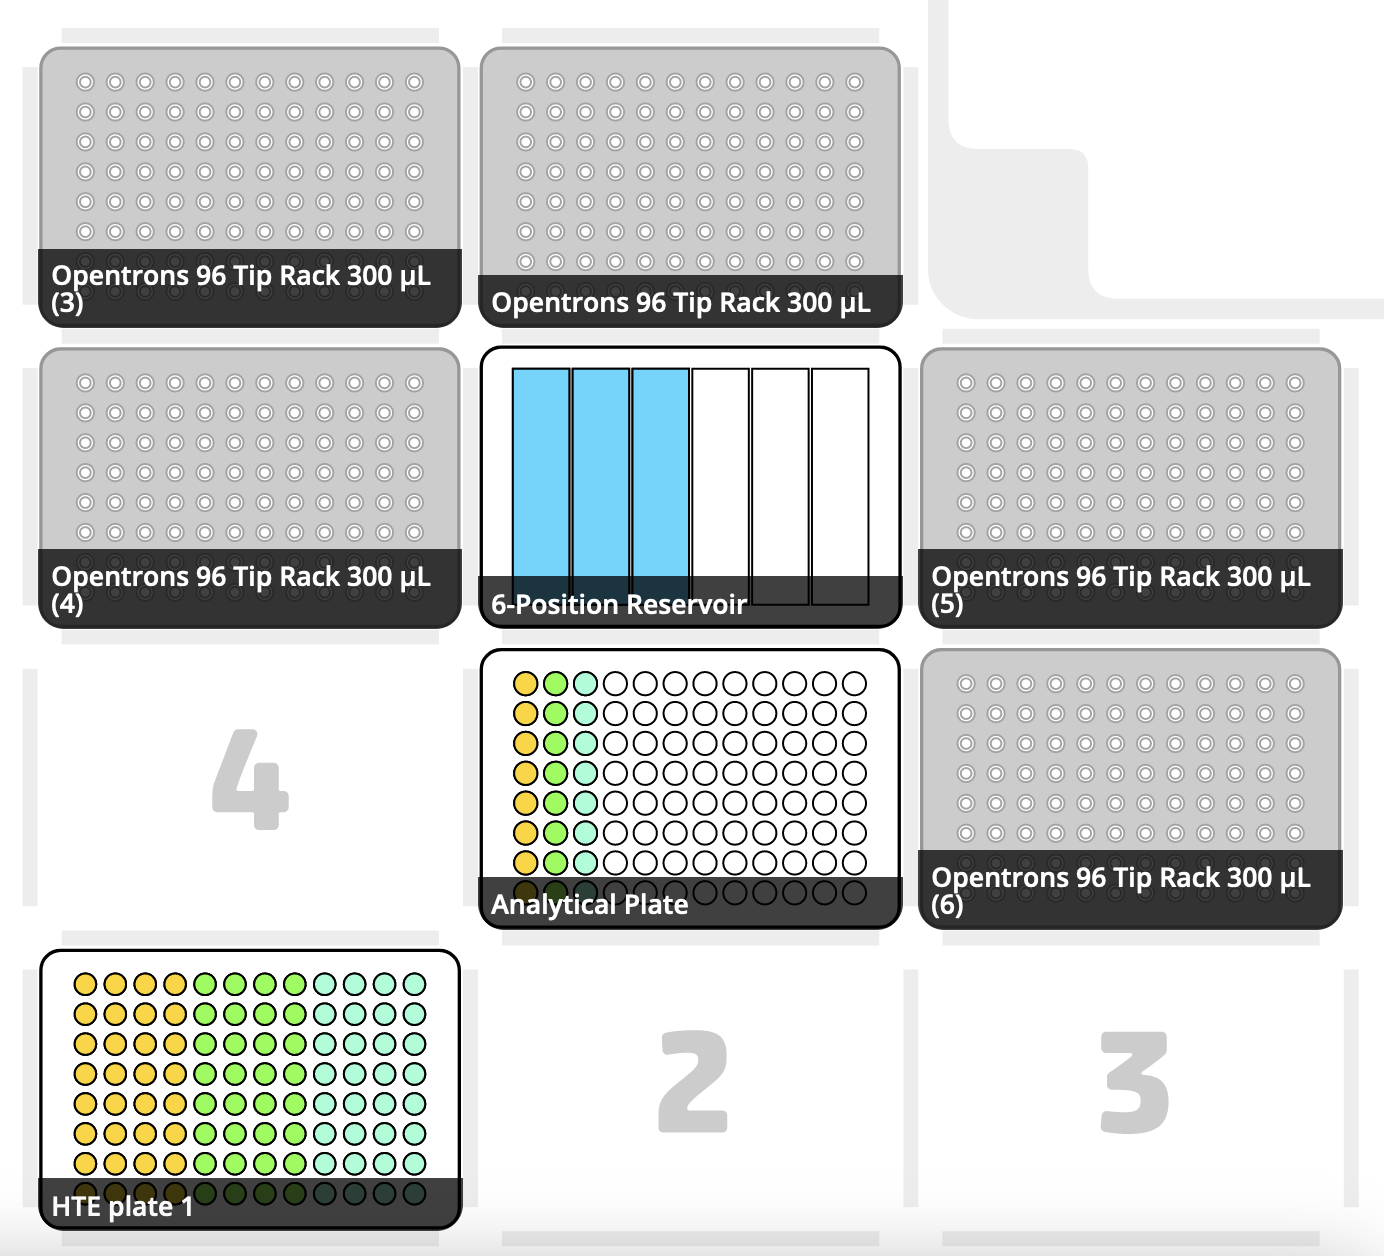 Opentrons 96 Tip Rack 300 µL
(3)
Opentrons 96 Tip Rack 300 µL
Opentrons 96 Tip Rack 300 µL
(4)
6-Position Reservoir
Opentrons 96 Tip Rack 300 µL
(5)
4
Analytical Plate
Opentrons 96 Tip Rack 300 µL
(6)
HTE plate 1
2
3